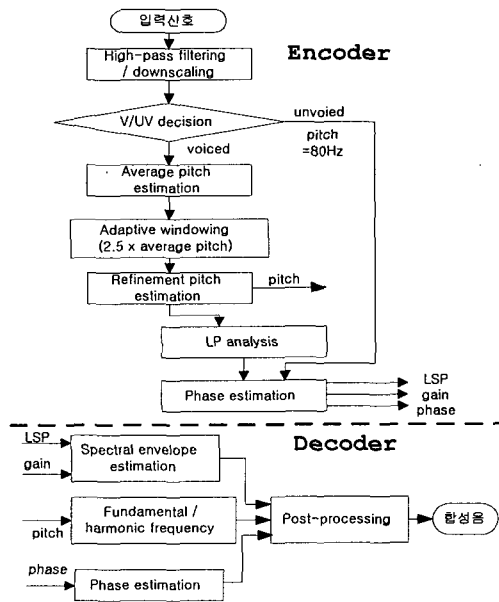 입력산호
High-pass filtering
/ downscaling
Encoder
V/UV decision
unvoied
pitch
=80Hz
voiced
Average pitch
estimation
Adaptive windowing
(2.5 x average pitch)
Refinement pitch
estimation
pitch
LP analysis
Phase estimation
LSP
gain
phase
Decoder
LSP
gain
Spectral envelope
estimation
Fundamental /
harmonic frequency
pitch
Post-processing
합성음
phase
Phase estimation